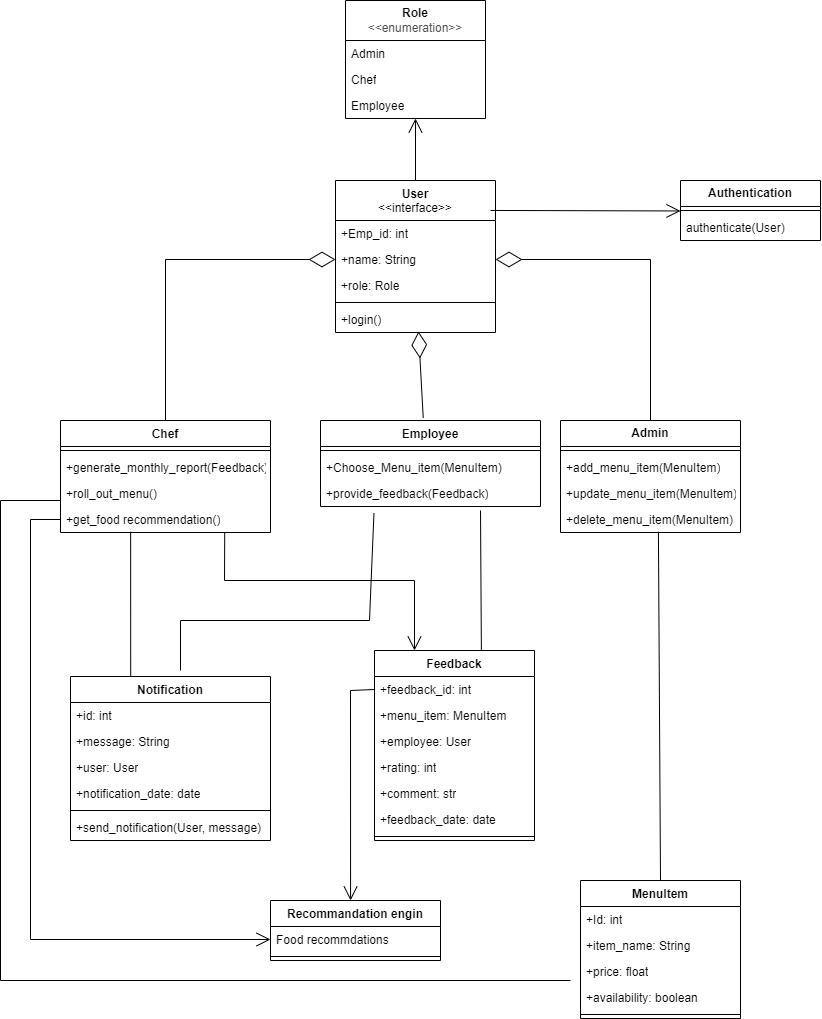 Role
<<enumeration>>
Admin
Chef
Employee
User
<<interface>>
+Emp_id: int
+name: String
+role: Role
+login()
Authentication
authenticate(User)
Chef
+generate_monthly_report(Feedback)
+roll_out_menu()
+get_food recommendation()
Employee
+Choose_Menu_item(MenuItem)
+provide_feedback(Feedback)
Admin
+add_menu_item(MenuItem)
+update_menu_item(MenuItem)
+delete_menu_item(MenuItem)
Notification
+id: int
+message: String
+user: User
+notification_date: date
+send_notification(User, message)
Feedback
+feedback_id: int
+menu_item: MenuItem
+employee: User
+rating: int
+comment: str
+feedback_date: date
Recommandation engin
Food recommdations
MenuItem
+Id: int
+item_name: String
+price: float
+availability: boolean